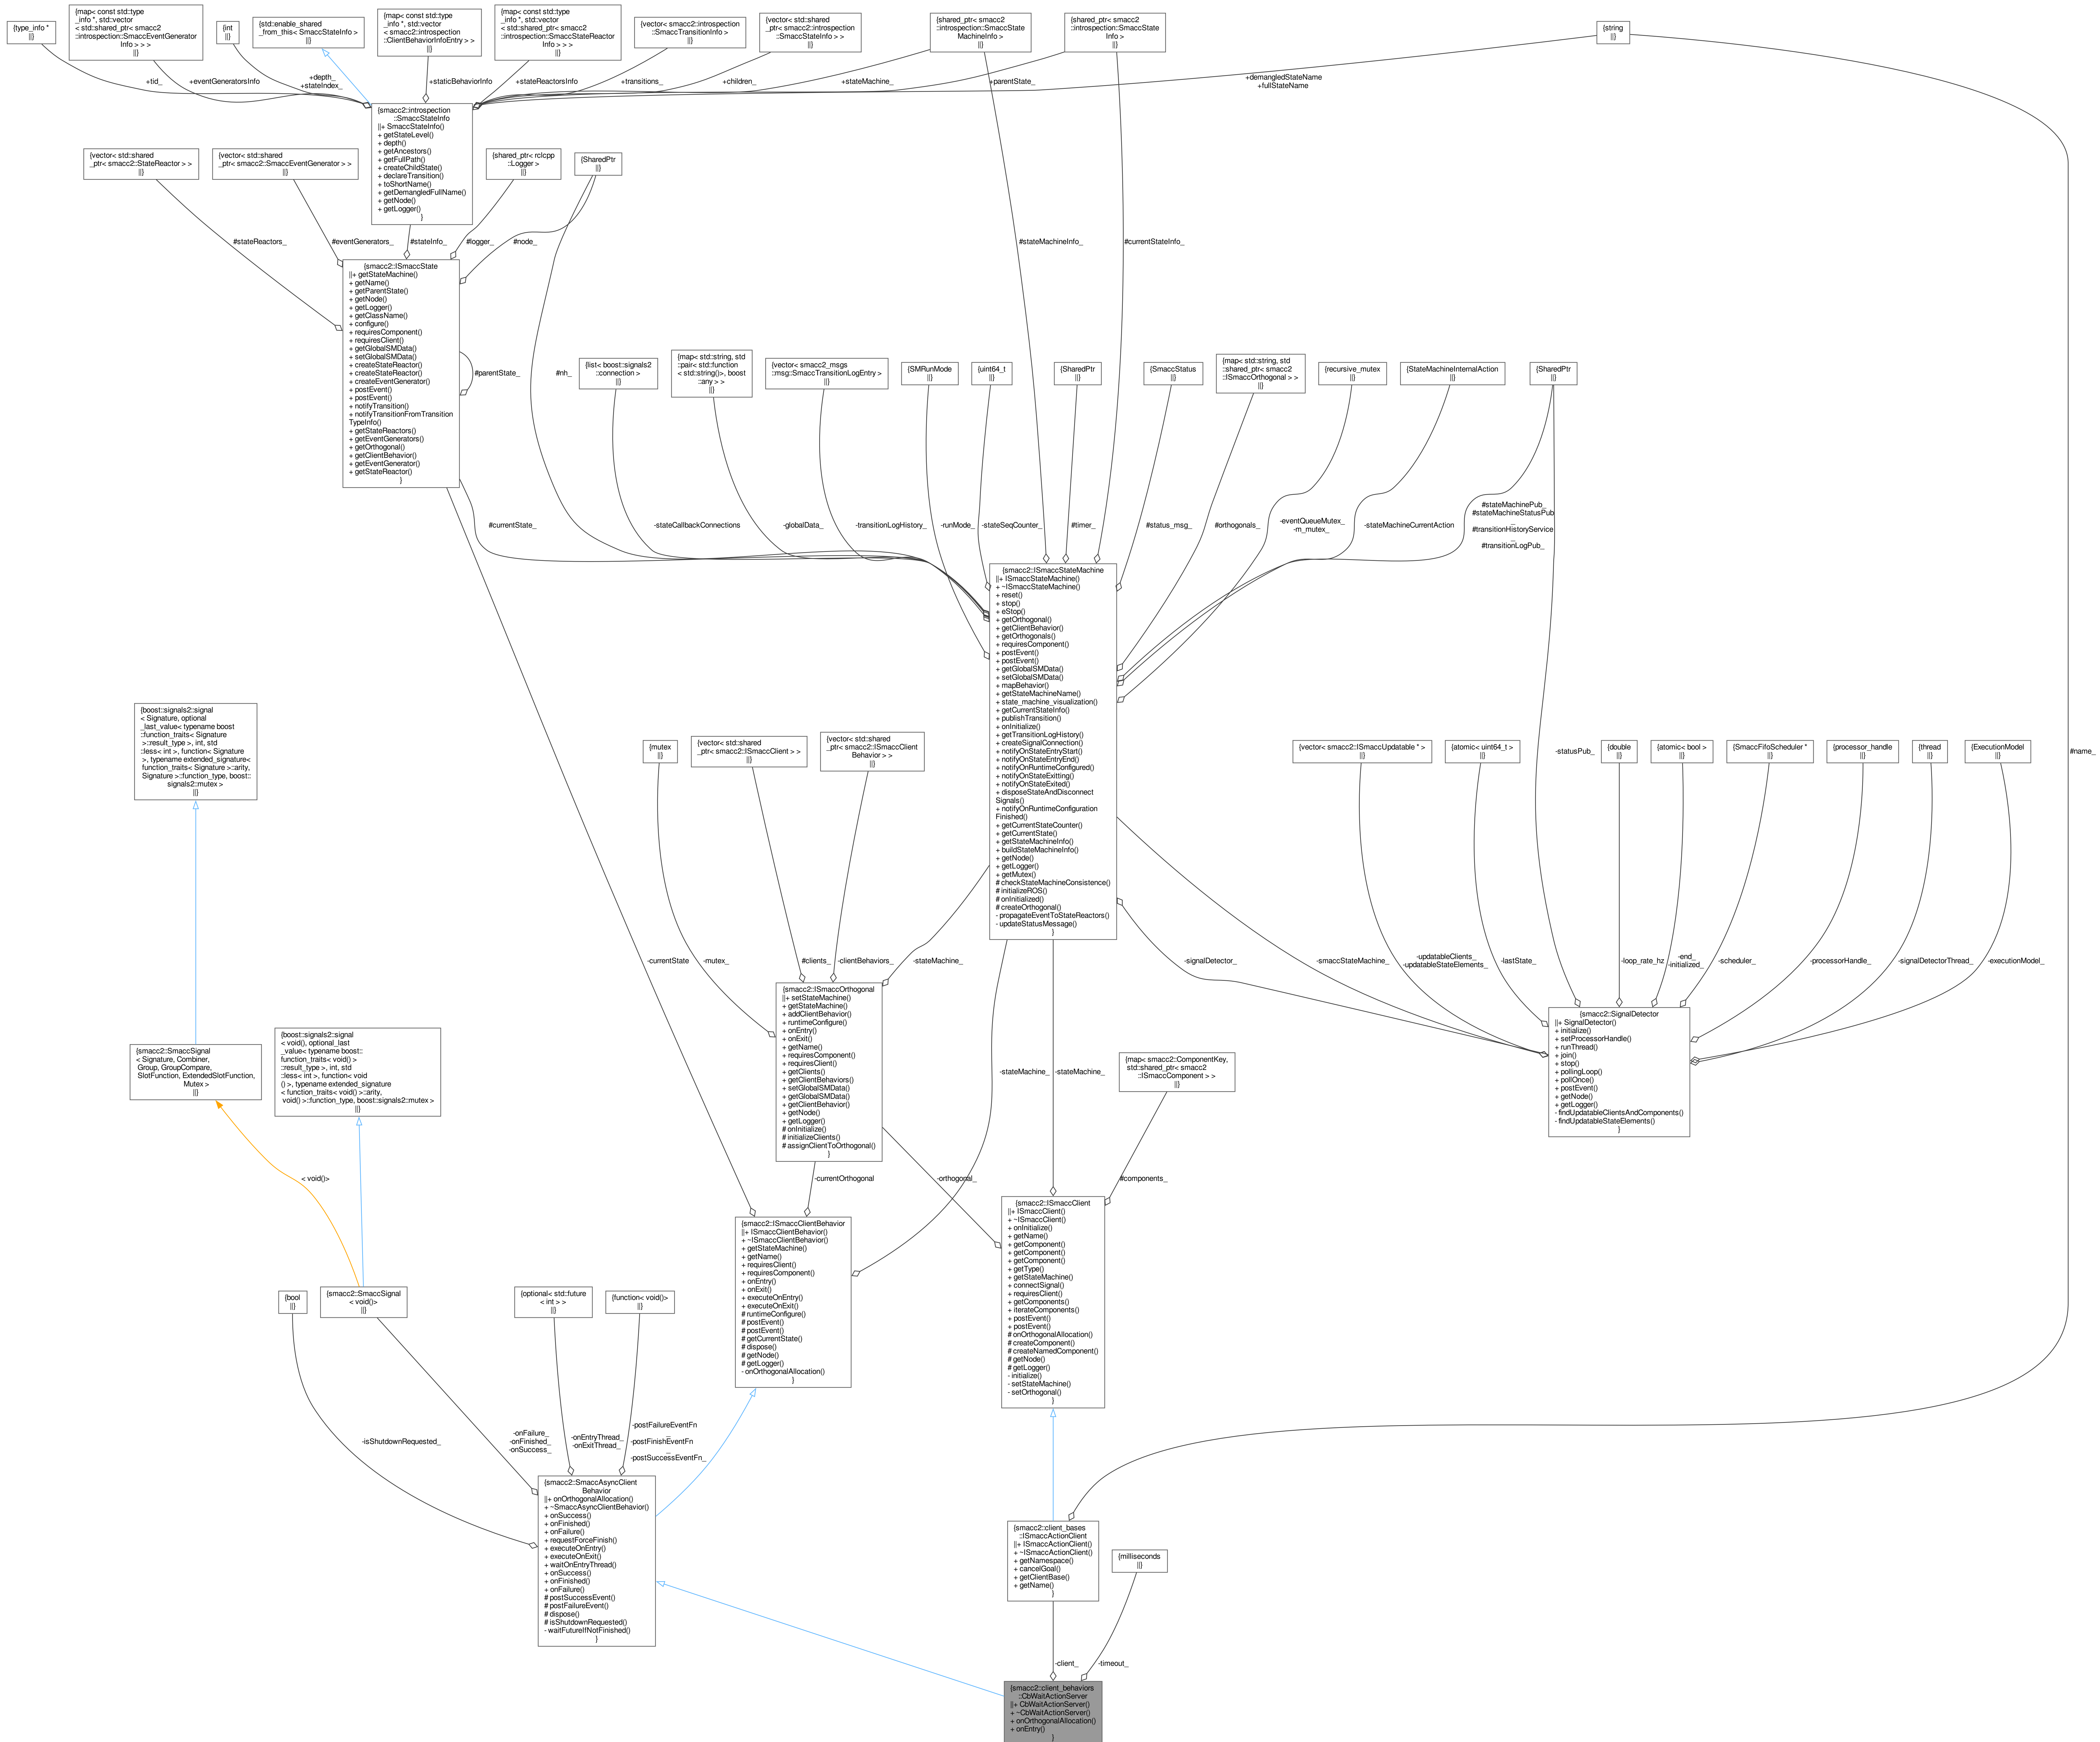 {type_info *
||}
{map< const std::type
_info *, std::vector
< std::shared_ptr< smacc2
::introspection::SmaccEventGenerator
Info > > >
||}
{int
||}
{std::enable_shared
_from_this< SmaccStateInfo >
||}
{map< const std::type
_info *, std::vector
< smacc2::introspection
::ClientBehaviorInfoEntry > >
||}
{map< const std::type
_info *, std::vector
< std::shared_ptr< smacc2
::introspection::SmaccStateReactor
Info > > >
||}
{vector< smacc2::introspection
::SmaccTransitionInfo >
||}
{vector< std::shared
_ptr< smacc2::introspection
::SmaccStateInfo > >
||}
{shared_ptr< smacc2
::introspection::SmaccState
MachineInfo >
||}
{shared_ptr< smacc2
::introspection::SmaccState
Info >
||}
{string
||}
+tid_
+eventGeneratorsInfo
+depth_
+stateIndex_
+staticBehaviorInfo
+stateReactorsInfo
+transitions_
+children_
+stateMachine_
+parentState_
+demangledStateName
+fullStateName
{smacc2::introspection
::SmaccStateInfo
||+ SmaccStateInfo()
+ getStateLevel()
+ depth()
+ getAncestors()
+ getFullPath()
+ createChildState()
+ declareTransition()
+ toShortName()
+ getDemangledFullName()
+ getNode()
+ getLogger()
}
{vector< std::shared
_ptr< smacc2::StateReactor > >
||}
{vector< std::shared
_ptr< smacc2::SmaccEventGenerator > >
||}
{shared_ptr< rclcpp
::Logger >
||}
{SharedPtr
||}
#stateReactors_
#eventGenerators_
#stateInfo_
#logger_
#node_
#stateMachineInfo_
#currentStateInfo_
{smacc2::ISmaccState
||+ getStateMachine()
+ getName()
+ getParentState()
+ getNode()
+ getLogger()
+ getClassName()
+ configure()
+ requiresComponent()
+ requiresClient()
+ getGlobalSMData()
+ setGlobalSMData()
+ createStateReactor()
+ createStateReactor()
+ createEventGenerator()
+ postEvent()
+ postEvent()
+ notifyTransition()
+ notifyTransitionFromTransition
TypeInfo()
+ getStateReactors()
+ getEventGenerators()
+ getOrthogonal()
+ getClientBehavior()
+ getEventGenerator()
+ getStateReactor()
}
#parentState_
#nh_
{list< boost::signals2
::connection >
||}
{map< std::string, std
::pair< std::function
< std::string()>, boost
::any > >
||}
{vector< smacc2_msgs
::msg::SmaccTransitionLogEntry >
||}
{SMRunMode
||}
{uint64_t
||}
{SharedPtr
||}
{SmaccStatus
||}
{map< std::string, std
::shared_ptr< smacc2
::ISmaccOrthogonal > >
||}
{recursive_mutex
||}
{StateMachineInternalAction
||}
{SharedPtr
||}
#currentState_
-stateCallbackConnections
-globalData_
-transitionLogHistory_
-runMode_
-stateSeqCounter_
#timer_
#status_msg_
#orthogonals_
-eventQueueMutex_
-m_mutex_
-stateMachineCurrentAction
#stateMachinePub_
#stateMachineStatusPub
_
#transitionHistoryService
_
#transitionLogPub_
{smacc2::ISmaccStateMachine
||+ ISmaccStateMachine()
+ ~ISmaccStateMachine()
+ reset()
+ stop()
+ eStop()
+ getOrthogonal()
+ getClientBehavior()
+ getOrthogonals()
+ requiresComponent()
+ postEvent()
+ postEvent()
+ getGlobalSMData()
+ setGlobalSMData()
+ mapBehavior()
+ getStateMachineName()
+ state_machine_visualization()
+ getCurrentStateInfo()
+ publishTransition()
+ onInitialize()
+ getTransitionLogHistory()
+ createSignalConnection()
+ notifyOnStateEntryStart()
+ notifyOnStateEntryEnd()
+ notifyOnRuntimeConfigured()
+ notifyOnStateExitting()
+ notifyOnStateExited()
+ disposeStateAndDisconnect
Signals()
+ notifyOnRuntimeConfiguration
Finished()
+ getCurrentStateCounter()
+ getCurrentState()
+ getStateMachineInfo()
+ buildStateMachineInfo()
+ getNode()
+ getLogger()
+ getMutex()
# checkStateMachineConsistence()
# initializeROS()
# onInitialized()
# createOrthogonal()
- propagateEventToStateReactors()
- updateStatusMessage()
}
{boost::signals2::signal
< Signature, optional
_last_value< typename boost
::function_traits< Signature
>::result_type >, int, std
::less< int >, function< Signature
>, typename extended_signature<
function_traits< Signature >::arity,
Signature >::function_type, boost::
signals2::mutex >
||}
{mutex
||}
{vector< std::shared
_ptr< smacc2::ISmaccClient > >
||}
{vector< std::shared
_ptr< smacc2::ISmaccClient
Behavior > >
||}
{vector< smacc2::ISmaccUpdatable * >
||}
{atomic< uint64_t >
||}
-statusPub_
{double
||}
{atomic< bool >
||}
{SmaccFifoScheduler *
||}
{processor_handle
||}
{thread
||}
{ExecutionModel
||}
#name_
-currentState
-mutex_
#clients_
-clientBehaviors_
-stateMachine_
-signalDetector_
-smaccStateMachine_
-updatableClients_
-updatableStateElements_
-lastState_
-loop_rate_hz
-end_
-initialized_
-scheduler_
-processorHandle_
-signalDetectorThread_
-executionModel_
{smacc2::ISmaccOrthogonal
||+ setStateMachine()
+ getStateMachine()
+ addClientBehavior()
+ runtimeConfigure()
+ onEntry()
+ onExit()
+ getName()
+ requiresComponent()
+ requiresClient()
+ getClients()
+ getClientBehaviors()
+ setGlobalSMData()
+ getGlobalSMData()
+ getClientBehavior()
+ getNode()
+ getLogger()
# onInitialize()
# initializeClients()
# assignClientToOrthogonal()
}
{smacc2::SignalDetector
||+ SignalDetector()
+ initialize()
+ setProcessorHandle()
+ runThread()
+ join()
+ stop()
+ pollingLoop()
+ pollOnce()
+ postEvent()
+ getNode()
+ getLogger()
- findUpdatableClientsAndComponents()
- findUpdatableStateElements()
}
{smacc2::SmaccSignal
< Signature, Combiner,
Group, GroupCompare,
SlotFunction, ExtendedSlotFunction,
Mutex >
||}
{boost::signals2::signal
< void(), optional_last
_value< typename boost::
function_traits< void()>
::result_type >, int, std
::less< int >, function< void
() >, typename extended_signature
< function_traits< void() >::arity,
void() >::function_type, boost::signals2::mutex >
||}
-stateMachine_
-stateMachine_
{map< smacc2::ComponentKey,
std::shared_ptr< smacc2
::ISmaccComponent > >
||}
< void()>
-currentOrthogonal
-orthogonal_
#components_
{smacc2::ISmaccClientBehavior
||+ ISmaccClientBehavior()
+ ~ISmaccClientBehavior()
+ getStateMachine()
+ getName()
+ requiresClient()
+ requiresComponent()
+ onEntry()
+ onExit()
+ executeOnEntry()
+ executeOnExit()
# runtimeConfigure()
# postEvent()
# postEvent()
# getCurrentState()
# dispose()
# getNode()
# getLogger()
- onOrthogonalAllocation()
}
{smacc2::ISmaccClient
||+ ISmaccClient()
+ ~ISmaccClient()
+ onInitialize()
+ getName()
+ getComponent()
+ getComponent()
+ getComponent()
+ getType()
+ getStateMachine()
+ connectSignal()
+ requiresClient()
+ getComponents()
+ iterateComponents()
+ postEvent()
+ postEvent()
# onOrthogonalAllocation()
# createComponent()
# createNamedComponent()
# getNode()
# getLogger()
- initialize()
- setStateMachine()
- setOrthogonal()
}
{bool
||}
{smacc2::SmaccSignal
< void()>
||}
{optional< std::future
< int > >
||}
{function< void()>
||}
-isShutdownRequested_
-onFailure_
-onFinished_
-onSuccess_
-onEntryThread_
-onExitThread_
-postFailureEventFn
_
-postFinishEventFn
_
-postSuccessEventFn_
{smacc2::SmaccAsyncClient
Behavior
||+ onOrthogonalAllocation()
+ ~SmaccAsyncClientBehavior()
+ onSuccess()
+ onFinished()
+ onFailure()
+ requestForceFinish()
+ executeOnEntry()
+ executeOnExit()
+ waitOnEntryThread()
+ onSuccess()
+ onFinished()
+ onFailure()
# postSuccessEvent()
# postFailureEvent()
# dispose()
# isShutdownRequested()
- waitFutureIfNotFinished()
}
{smacc2::client_bases
::ISmaccActionClient
||+ ISmaccActionClient()
+ ~ISmaccActionClient()
+ getNamespace()
+ cancelGoal()
+ getClientBase()
+ getName()
}
{milliseconds
||}
-client_
-timeout_
{smacc2::client_behaviors
::CbWaitActionServer
||+ CbWaitActionServer()
+ ~CbWaitActionServer()
+ onOrthogonalAllocation()
+ onEntry()
}